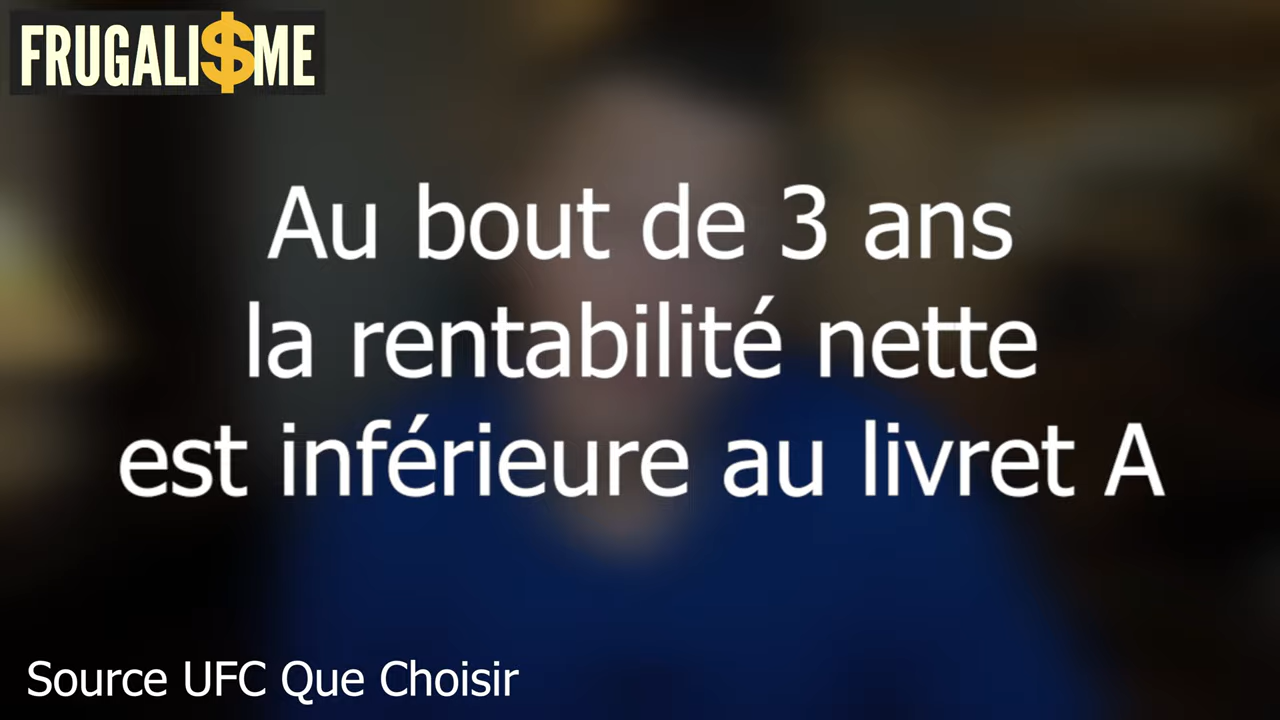 FRUGALI$ME
Au bout de 3 ans
la rentabilité nette
est inférieure au livret A
Source UFC Que Choisir